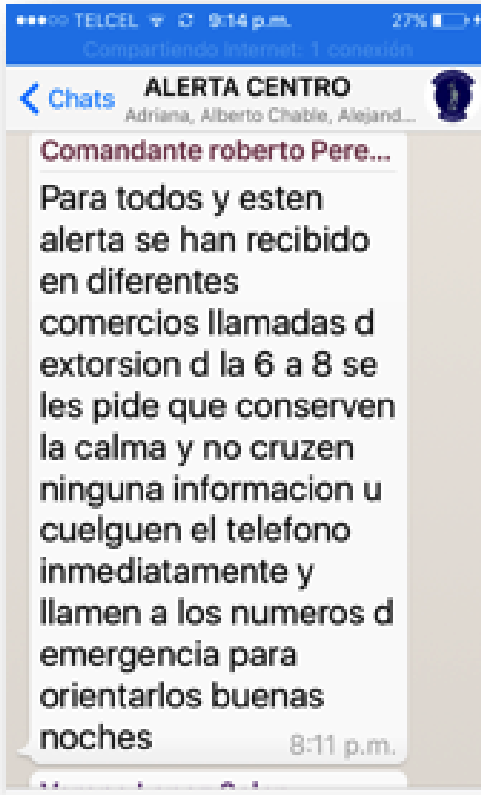 TELCEL 9:14 p.m. 27%
Compartiendo Internet: 1 conexión
Chats ALERTA CENTRO
Adriana, Alberto Chable, Alejand...
Comandante roberto Pere...
Para todos y esten
alerta se han recibido
en diferentes
comercios llamadas d
extorsion d la 6 a 8 se
les pide que conserven
la calma y no cruzen
ninguna informacion u
cuelguen el telefono
inmediatamente y
llamen a los numeros d
emergencia para
orientarlos buenas
noches 8:11 p.m.